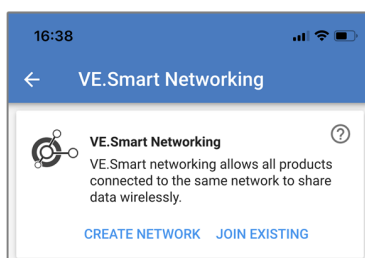 16:38
VE.Smart Networking
VE.Smart Networking
VE.Smart networking allows all products
connected to the same network to share
data wirelessly.
CREATE NETWORK JOIN EXISTING